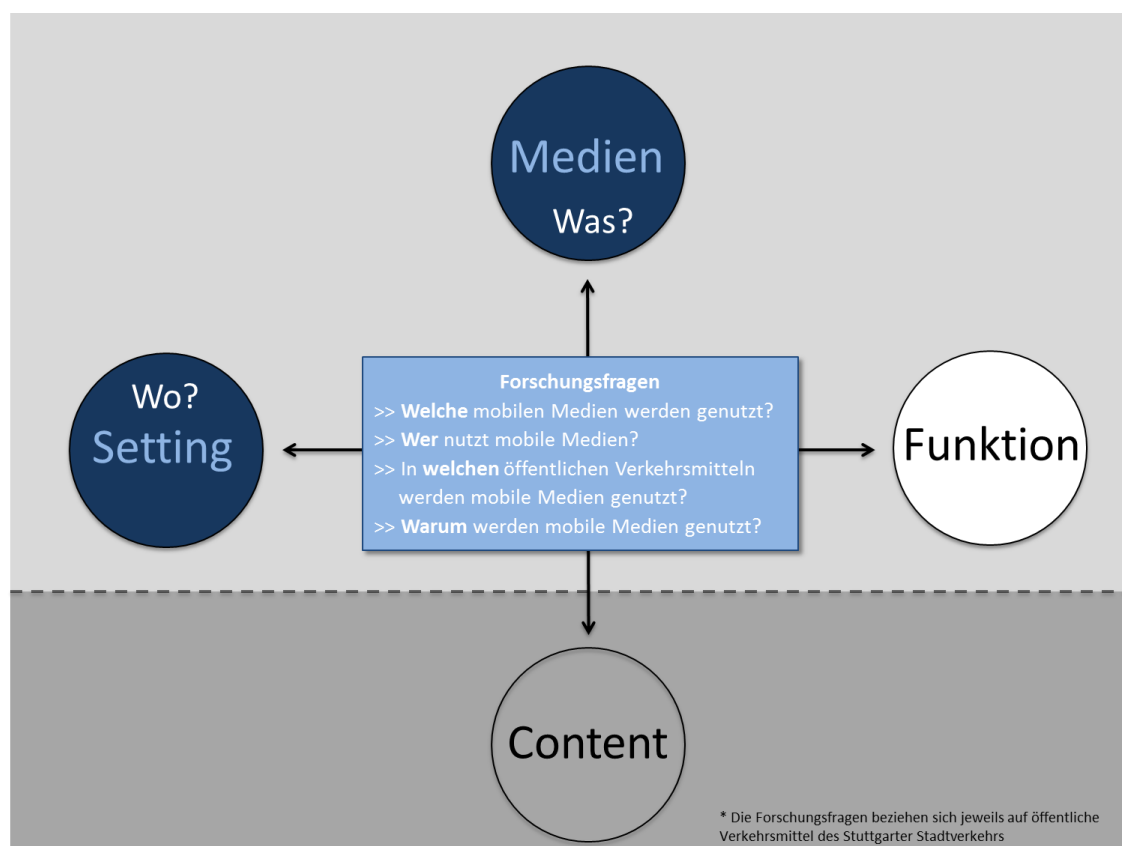 Medien
Was?
Wo?
Setting
Forschungsfragen
>> Welche mobilen Medien werden genutzt?
>> Wer nutzt mobile Medien?
>> In welchen öffentlichen Verkehrsmitteln
werden mobile Medien genutzt?
>> Warum werden mobile Medien genutzt?
Funktion
Content
* Die Forschungsfragen beziehen sich jeweils auf öffentliche
Verkehrsmittel des Stuttgarter Stadtverkehrs